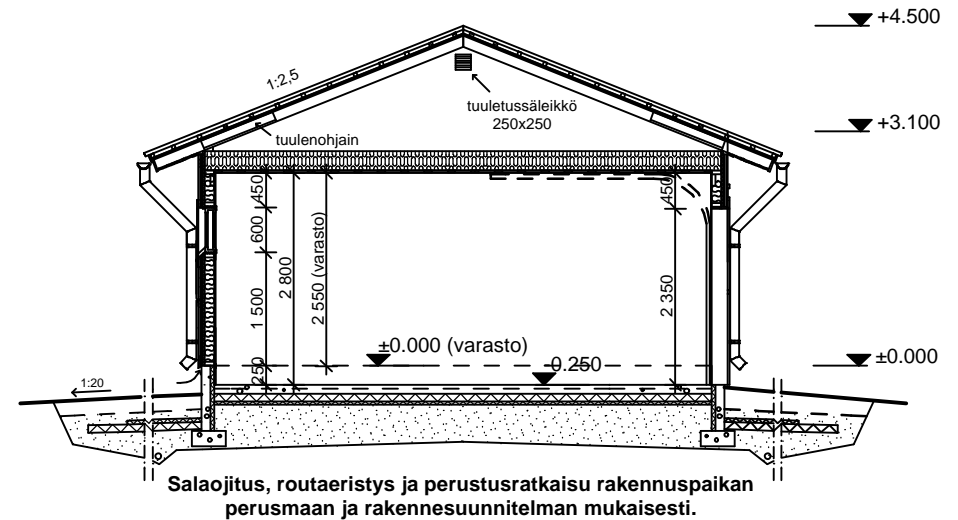 +4.500
1:2,5
tuuletussäleikkö
250x250
+3.100
tuulenohjain
450
600
1 500
250
2 800
2 550 (varasto)
450
2 350
±0.000 (varasto)
-0.250
±0.000
1:20
Salaojitus, routaeristys ja perustusratkaisu rakennuspaikan
perusmaan ja rakennesuunnitelman mukaisesti.